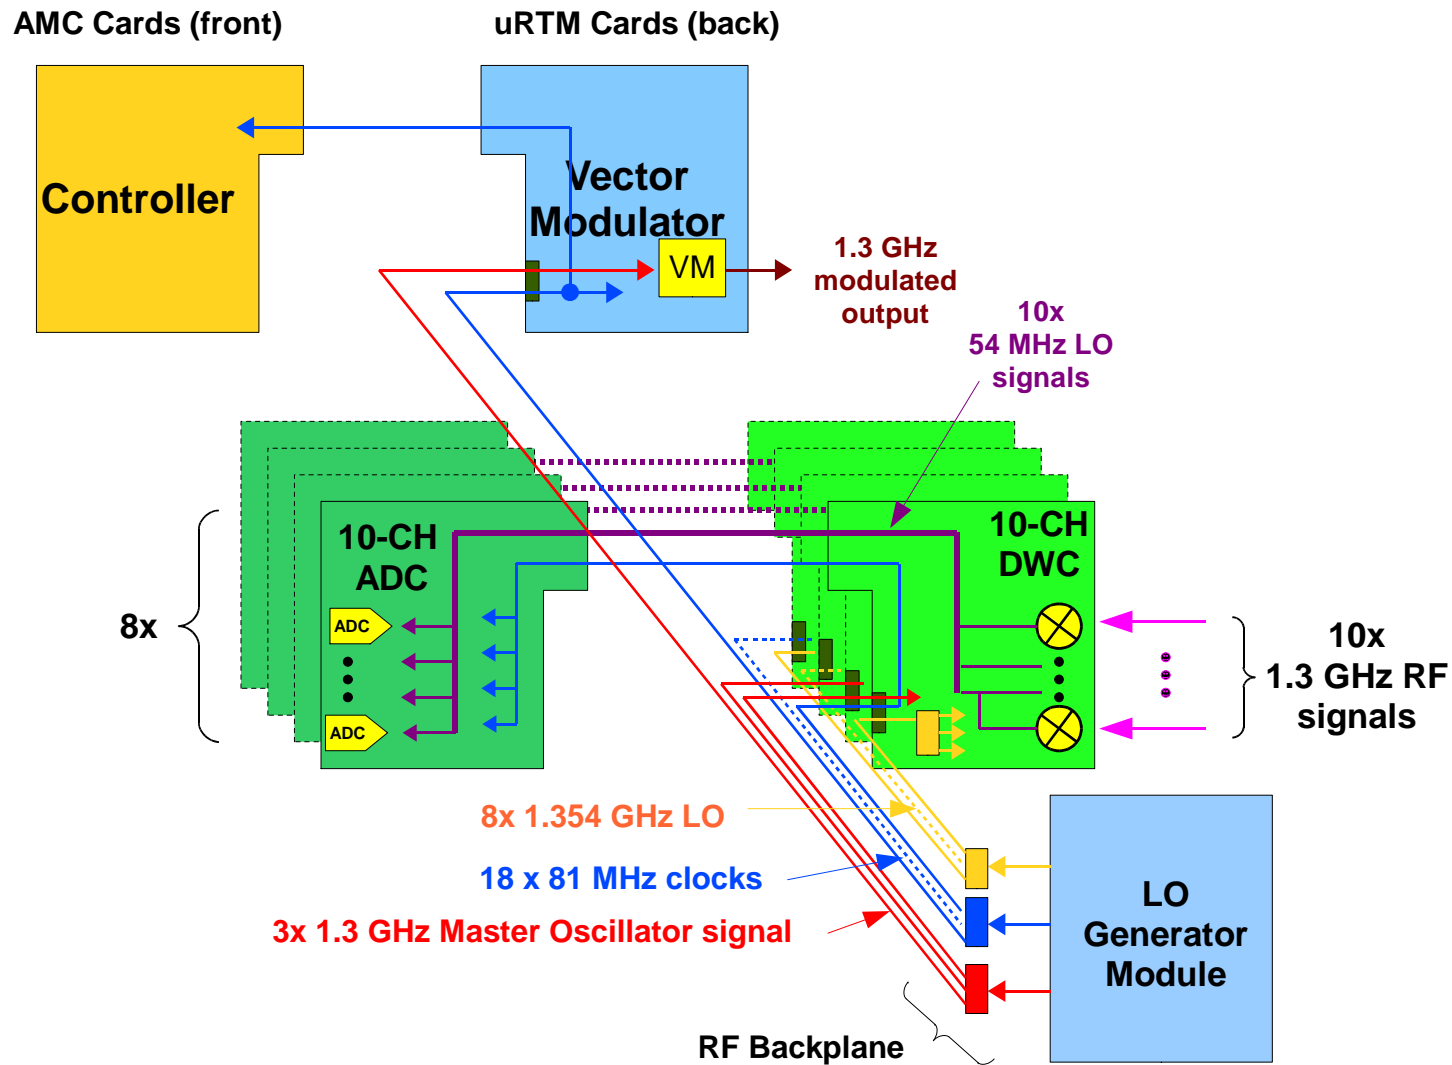 AMC Cards (front)
uRTM Cards (back)
Controller
Vector
Modulator
VM
1.3 GHz
modulated
output
10x
54 MHz LO
signals
10-CH
ADC
10-CH
DWC
8x
ADC
ADC
10x
1.3 GHz RF
signals
8x 1.354 GHz LO
18 x 81 MHz clocks
3x 1.3 GHz Master Oscillator signal
LO
Generator
Module
RF Backplane